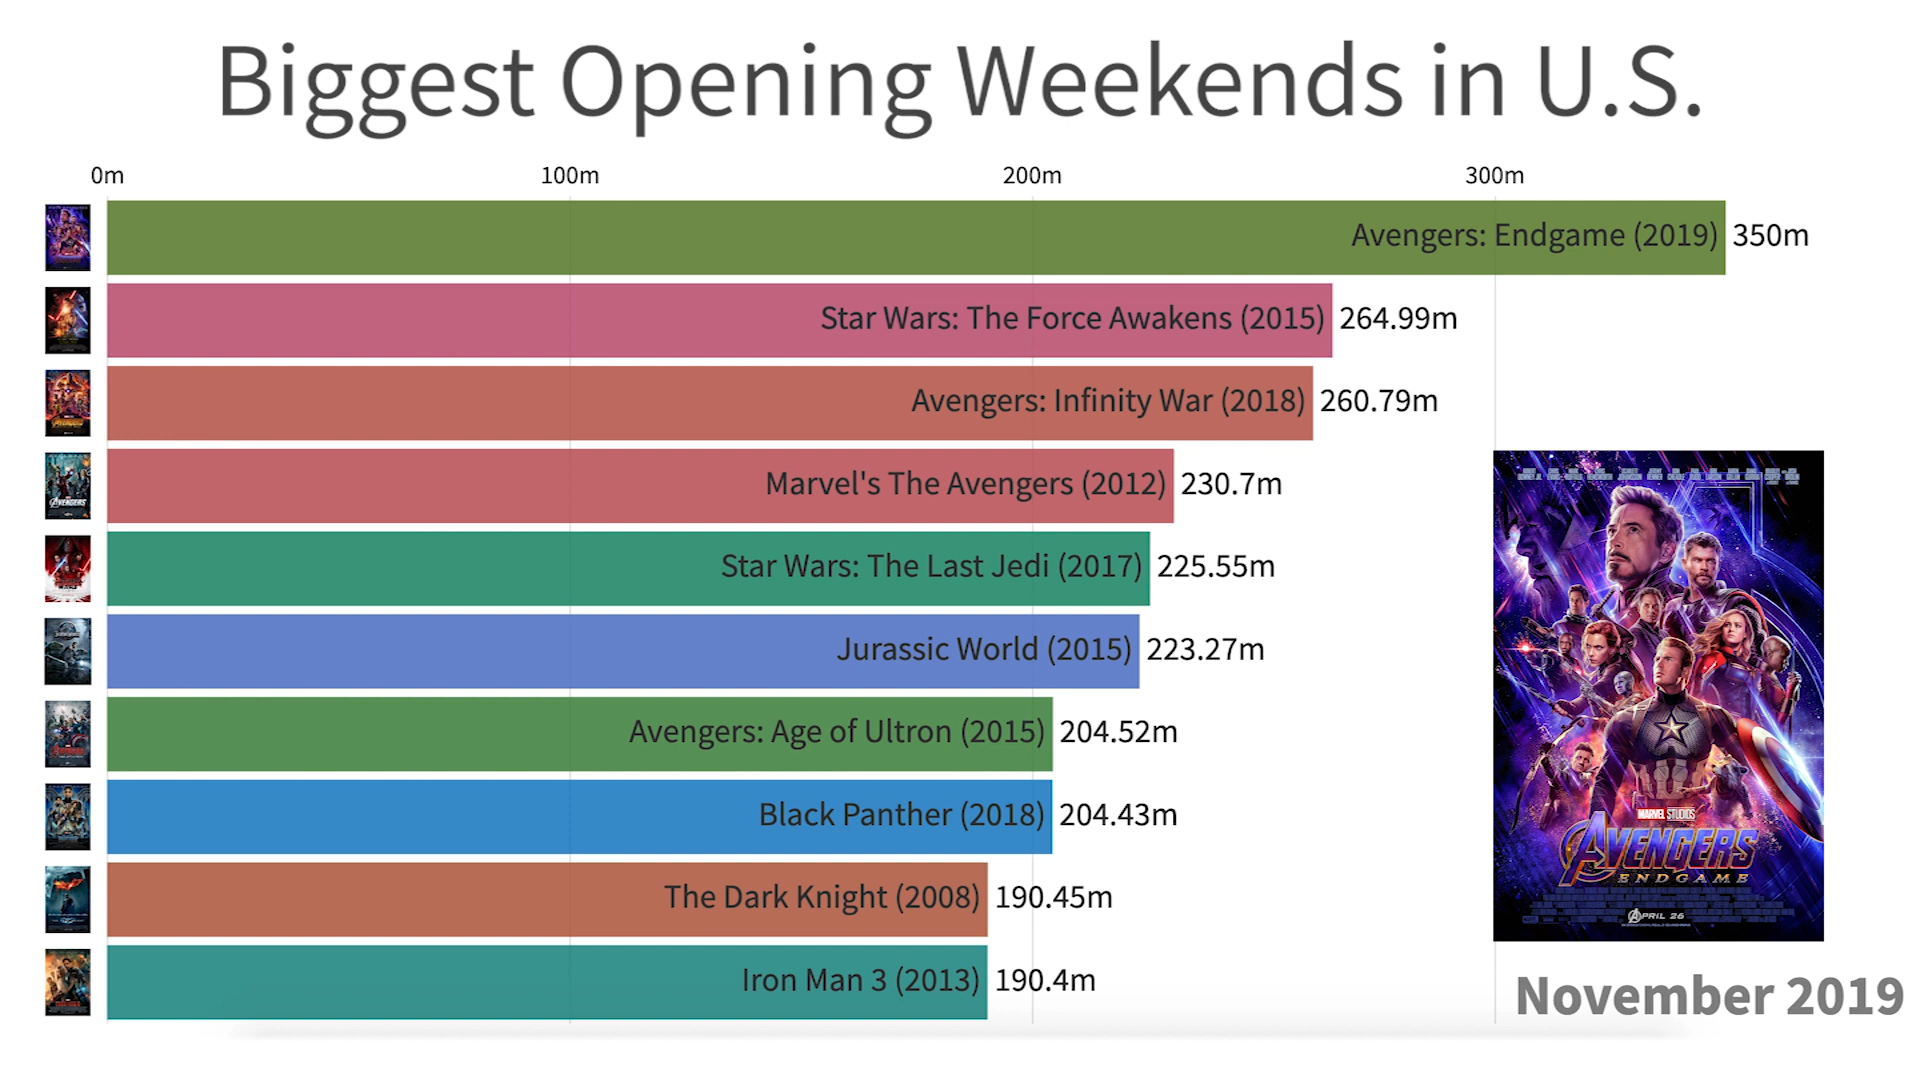 Biggest Opening Weekends in U.S.
0m 100m 200m 300m
Avengers: Endgame (2019) 350m
Star Wars: The Force Awakens (2015) 264.99m
Avengers: Infinity War (2018) 260.79m
Marvel's The Avengers (2012) 230.7m
Star Wars: The Last Jedi (2017) 225.55m
Jurassic World (2015) 223.27m
Avengers: Age of Ultron (2015) 204.52m
Black Panther (2018) 204.43m
The Dark Knight (2008) 190.45m
Iron Man 3 (2013) 190.4m
MARVEL STUDIOS
AVENGERS
ENDGAME
APRIL 26
November 2019